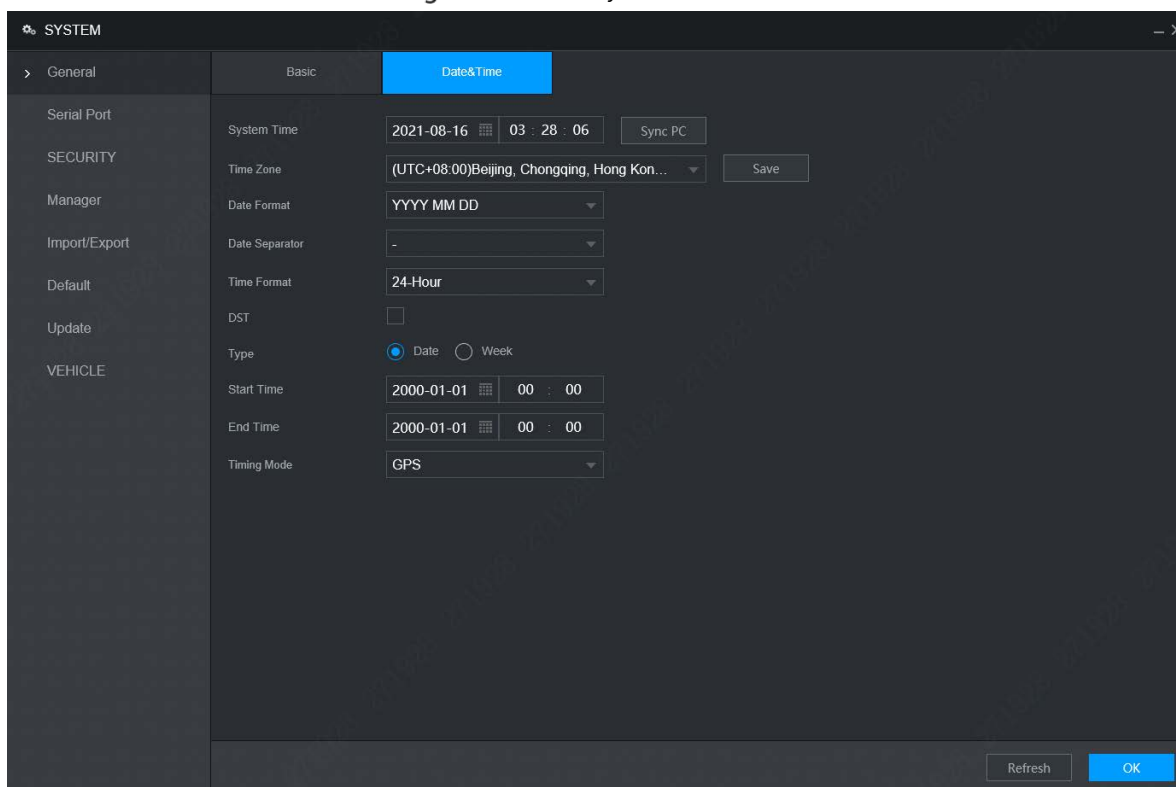 SYSTEM
General
Serial Port
SECURITY
Manager
Import/Export
Default
Update
VEHICLE
Basic Date&Time
System Time 2021-08-16 03 : 28 : 06 Sync PC
Time Zone (UTC+08:00)Beijing, Chongqing, Hong Kon... Save
Date Format YYYY MM DD
Date Separator -
Time Format 24-Hour
DST
Type Date Week
Start Time 2000-01-01 00 : 00
End Time 2000-01-01 00 : 00
Timing Mode GPS
Refresh OK